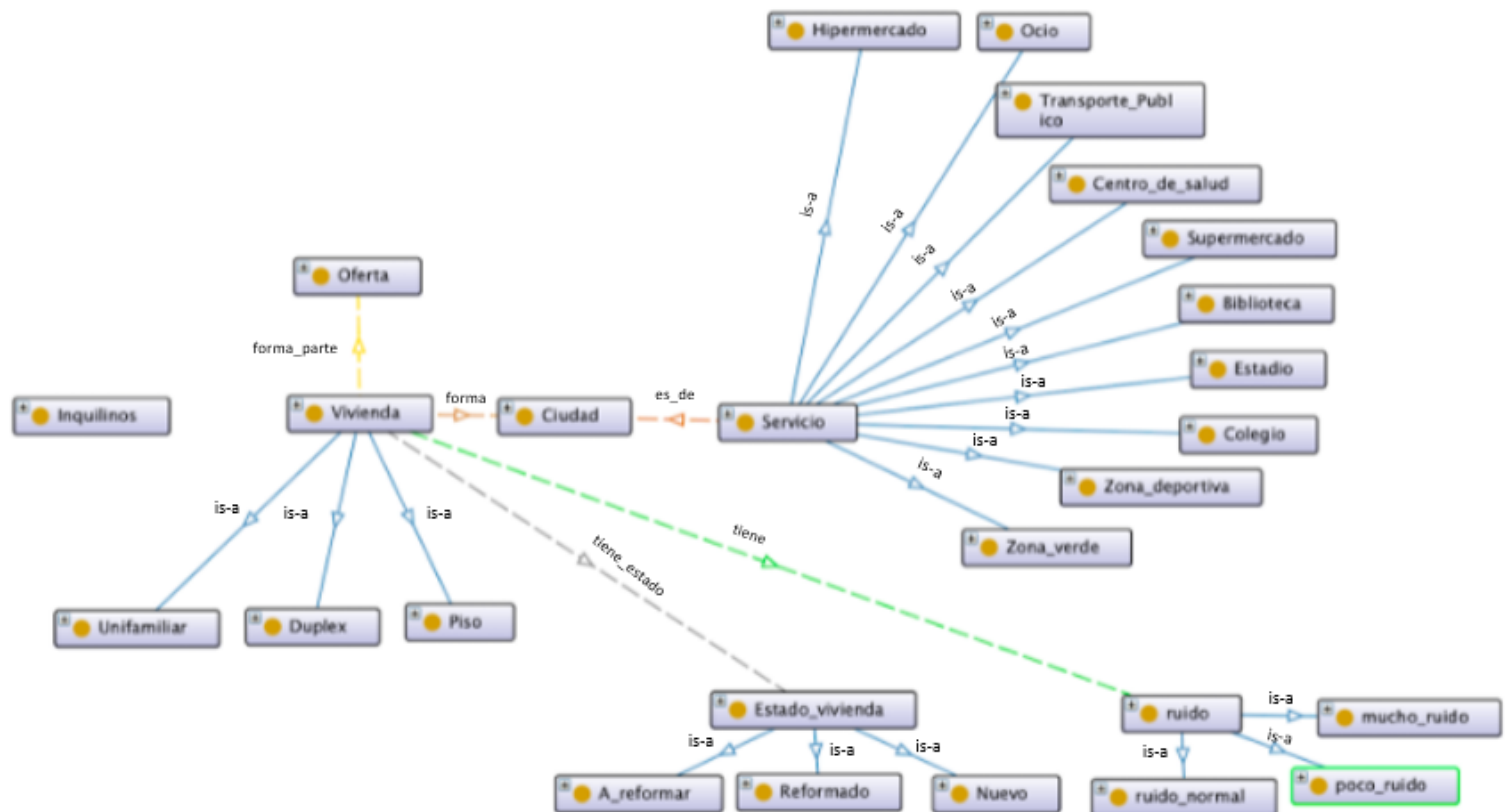 Hipermercado
Ocio
Transporte_Publ
ico
Centro_de_salud
is-a
is-a
Supermercado
is-a
Oferta
is-a
Biblioteca
is-a
forma_parte
is-a
Estadio
is-a
Inquilinos
Vivienda
forma
Ciudad
es_de
Servicio
is-a
Colegio
is-a
is-a
Zona_deportiva
is-a
is-a
is-a
tiene
Zona_verde
tiene_estado
Unifamiliar
Duplex
Piso
Estado_vivienda
ruido
is-a
mucho_ruido
is-a
is-a
is-a
is-a
is-a
A_reformar
Reformado
Nuevo
ruido_normal
poco_ruido